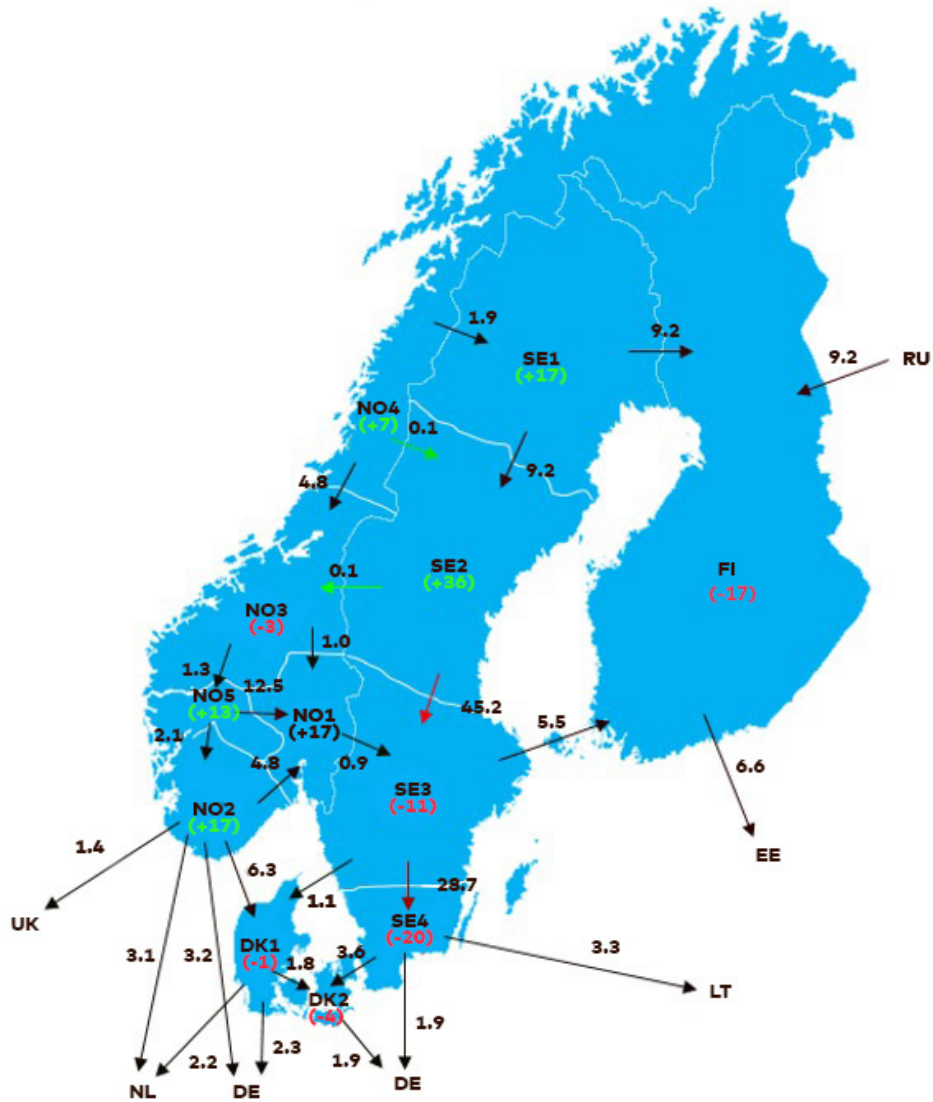 1.9
9.2
9.2
RU
SE1
(+17)
NO4
(+7)
0.1
9.2
4.8
0.1
SE2
(+36)
FI
(-17)
NO3
(-3)
1.0
1.3
12.5
NO5
(+13)
NO1
(+17)
45.2
5.5
2.1
4.8
0.9
6.6
SE3
(-11)
NO2
(+17)
1.4
EE
6.3
1.1
28.7
UK
SE4
(-20)
3.1
3.2
DK1
(-1)
1.8
3.6
3.3
LT
DK2
(-4)
1.9
2.2
2.3
1.9
NL
DE
DE